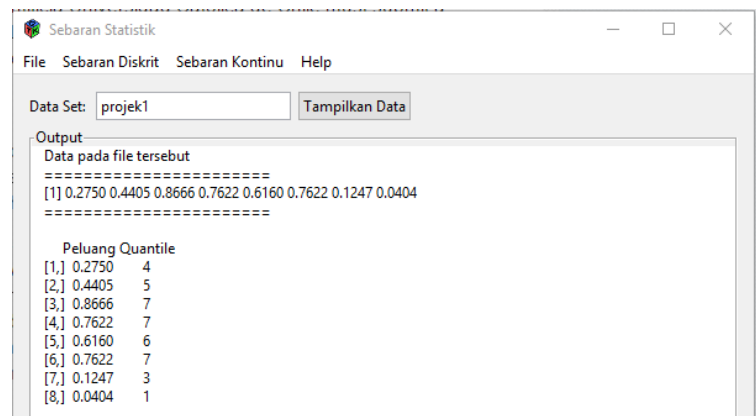 Sebaran Statistik
File Sebaran Diskrit Sebaran Kontinu Help
Data Set: projek1 Tampilkan Data
Output
Data pada file tersebut
=======================
[1] 0.2750 0.4405 0.8666 0.7622 0.6160 0.7622 0.1247 0.0404
=======================
Peluang Quantile
[1,] 0.2750 4
[2,] 0.4405 5
[3,] 0.8666 7
[4,] 0.7622 7
[5,] 0.6160 6
[6,] 0.7622 7
[7,] 0.1247 3
[8,] 0.0404 1